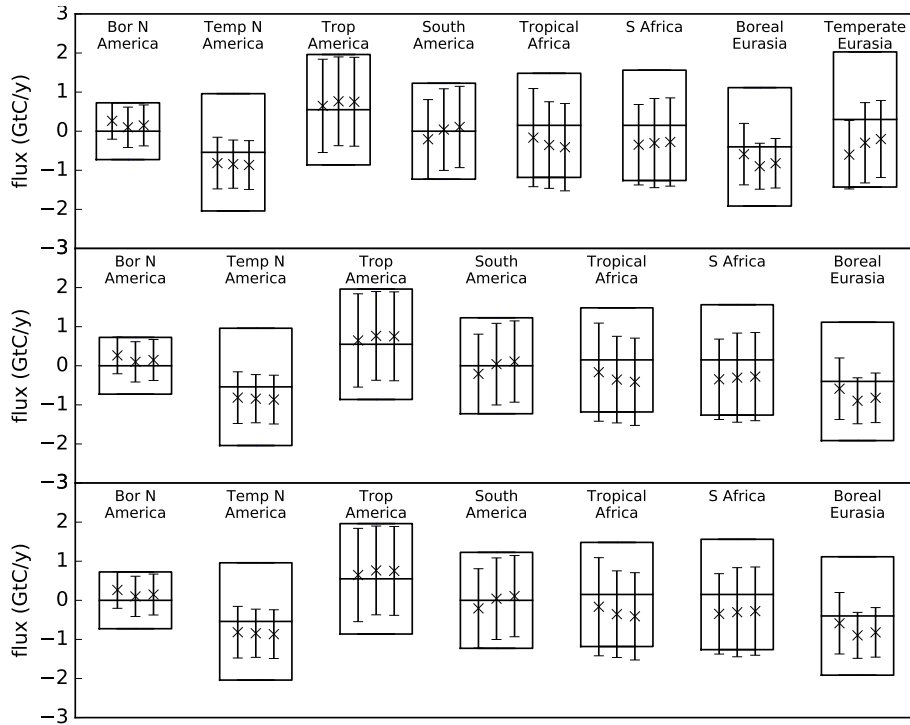 3
2
1
0
−1
−2
−3
flux (GtC/y)
Bor N
America
Temp N
America
Trop
America
South
America
Tropical
Africa
S Africa
Boreal
Eurasia
Temperate
Eurasia
2
1
0
−1
−2
−3
flux (GtC/y)
Bor N
America
Temp N
America
Trop
America
South
America
Tropical
Africa
S Africa
Boreal
Eurasia
2
1
0
−1
−2
−3
flux (GtC/y)
Bor N
America
Temp N
America
Trop
America
South
America
Tropical
Africa
S Africa
Boreal
Eurasia